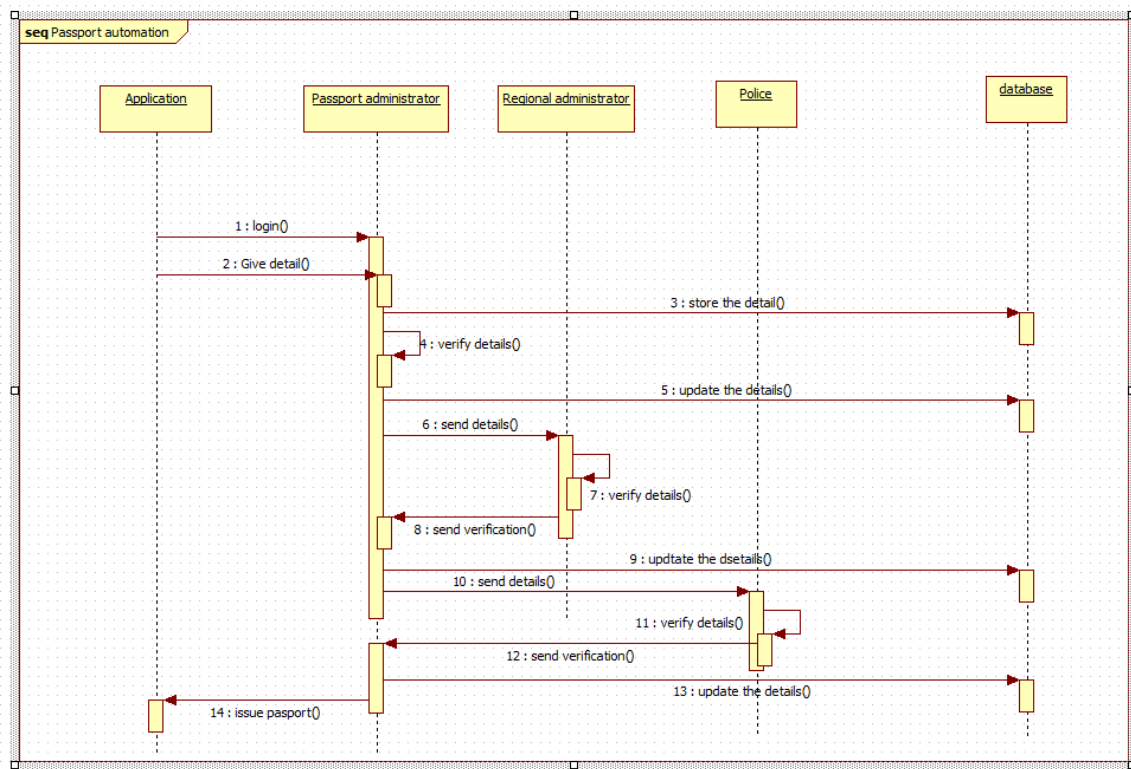 seq Passport automation
Application
Passport administrator
Regional administrator
Police
database
1 : login()
2 : Give detail()
3 : store the detail()
4 : verify details()
5 : update the details()
6 : send details()
7 : verify details()
8 : send verification()
9 : updtate the dsetails()
10 : send details()
11 : verify details()
12 : send verification()
13 : update the details()
14 : issue pasport()